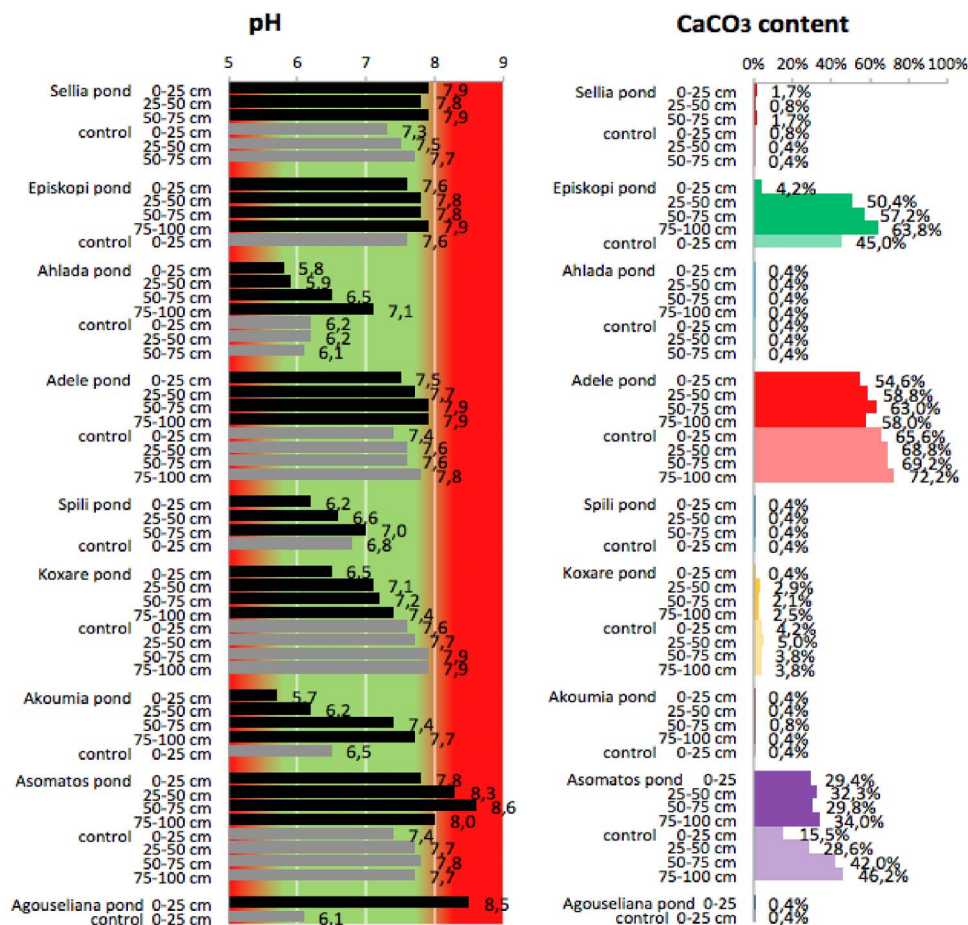 pH
5 6 7 8 9
Sellia pond 0-25 cm 7,9
25-50 cm 7,8
50-75 cm 7,9
control 0-25 cm 7,3
25-50 cm 7,5
50-75 cm 7,7
Episkopi pond 0-25 cm 7,6
25-50 cm 7,8
50-75 cm 7,8
75-100 cm 7,9
control 0-25 cm 7,6
Ahlada pond 0-25 cm 5,8
25-50 cm 5,9
50-75 cm 6,5
75-100 cm 7,1
control 0-25 cm 6,2
25-50 cm 6,2
50-75 cm 6,1
Adele pond 0-25 cm 7,5
25-50 cm 7,7
50-75 cm 7,9
75-100 cm 7,9
control 0-25 cm 7,4
25-50 cm 7,6
50-75 cm 7,6
75-100 cm 7,8
Spili pond 0-25 cm 6,2
25-50 cm 6,6
50-75 cm 7,0
control 0-25 cm 6,8
Koxare pond 0-25 cm 6,5
25-50 cm 7,1
50-75 cm 7,2
75-100 cm 7,4
control 0-25 cm 7,6
25-50 cm 7,7
50-75 cm 7,9
75-100 cm 7,9
Akoumia pond 0-25 cm 5,7
25-50 cm 6,2
50-75 cm 7,4
75-100 cm 7,7
control 0-25 cm 6,5
Asomatos pond 0-25 cm 7,8
25-50 cm 8,3
50-75 cm 8,6
75-100 cm 8,0
control 0-25 cm 7,4
25-50 cm 7,7
50-75 cm 7,8
75-100 cm 7,7
Agouseliana pond 0-25 cm 8,5
control 0-25 cm 6,1
CaCO3 content
0% 20% 40% 60% 80% 100%
Sellia pond 0-25 cm 1,7%
25-50 cm 0,8%
50-75 cm 1,7%
control 0-25 cm 0,8%
25-50 cm 0,4%
50-75 cm 0,4%
Episkopi pond 0-25 cm 4,2%
25-50 cm 50,4%
50-75 cm 57,2%
75-100 cm 63,8%
control 0-25 cm 45,0%
Ahlada pond 0-25 cm 0,4%
25-50 cm 0,4%
50-75 cm 0,4%
75-100 cm 0,4%
control 0-25 cm 0,4%
25-50 cm 0,4%
50-75 cm 0,4%
Adele pond 0-25 cm 54,6%
25-50 cm 58,8%
50-75 cm 63,0%
75-100 cm 58,0%
control 0-25 cm 65,6%
25-50 cm 68,8%
50-75 cm 69,2%
75-100 cm 72,2%
Spili pond 0-25 cm 0,4%
25-50 cm 0,4%
50-75 cm 0,4%
control 0-25 cm 0,4%
Koxare pond 0-25 cm 0,4%
25-50 cm 2,9%
50-75 cm 2,1%
75-100 cm 2,5%
control 0-25 cm 4,2%
25-50 cm 5,0%
50-75 cm 3,8%
75-100 cm 3,8%
Akoumia pond 0-25 cm 0,4%
25-50 cm 0,4%
50-75 cm 0,8%
75-100 cm 0,4%
control 0-25 cm 0,4%
Asomatos pond 0-25 29,4%
25-50 cm 32,3%
50-75 cm 29,8%
75-100 cm 34,0%
control 0-25 cm 15,5%
25-50 cm 28,6%
50-75 cm 42,0%
75-100 cm 46,2%
Agouseliana pond 0-25 0,4%
control 0-25 cm 0,4%